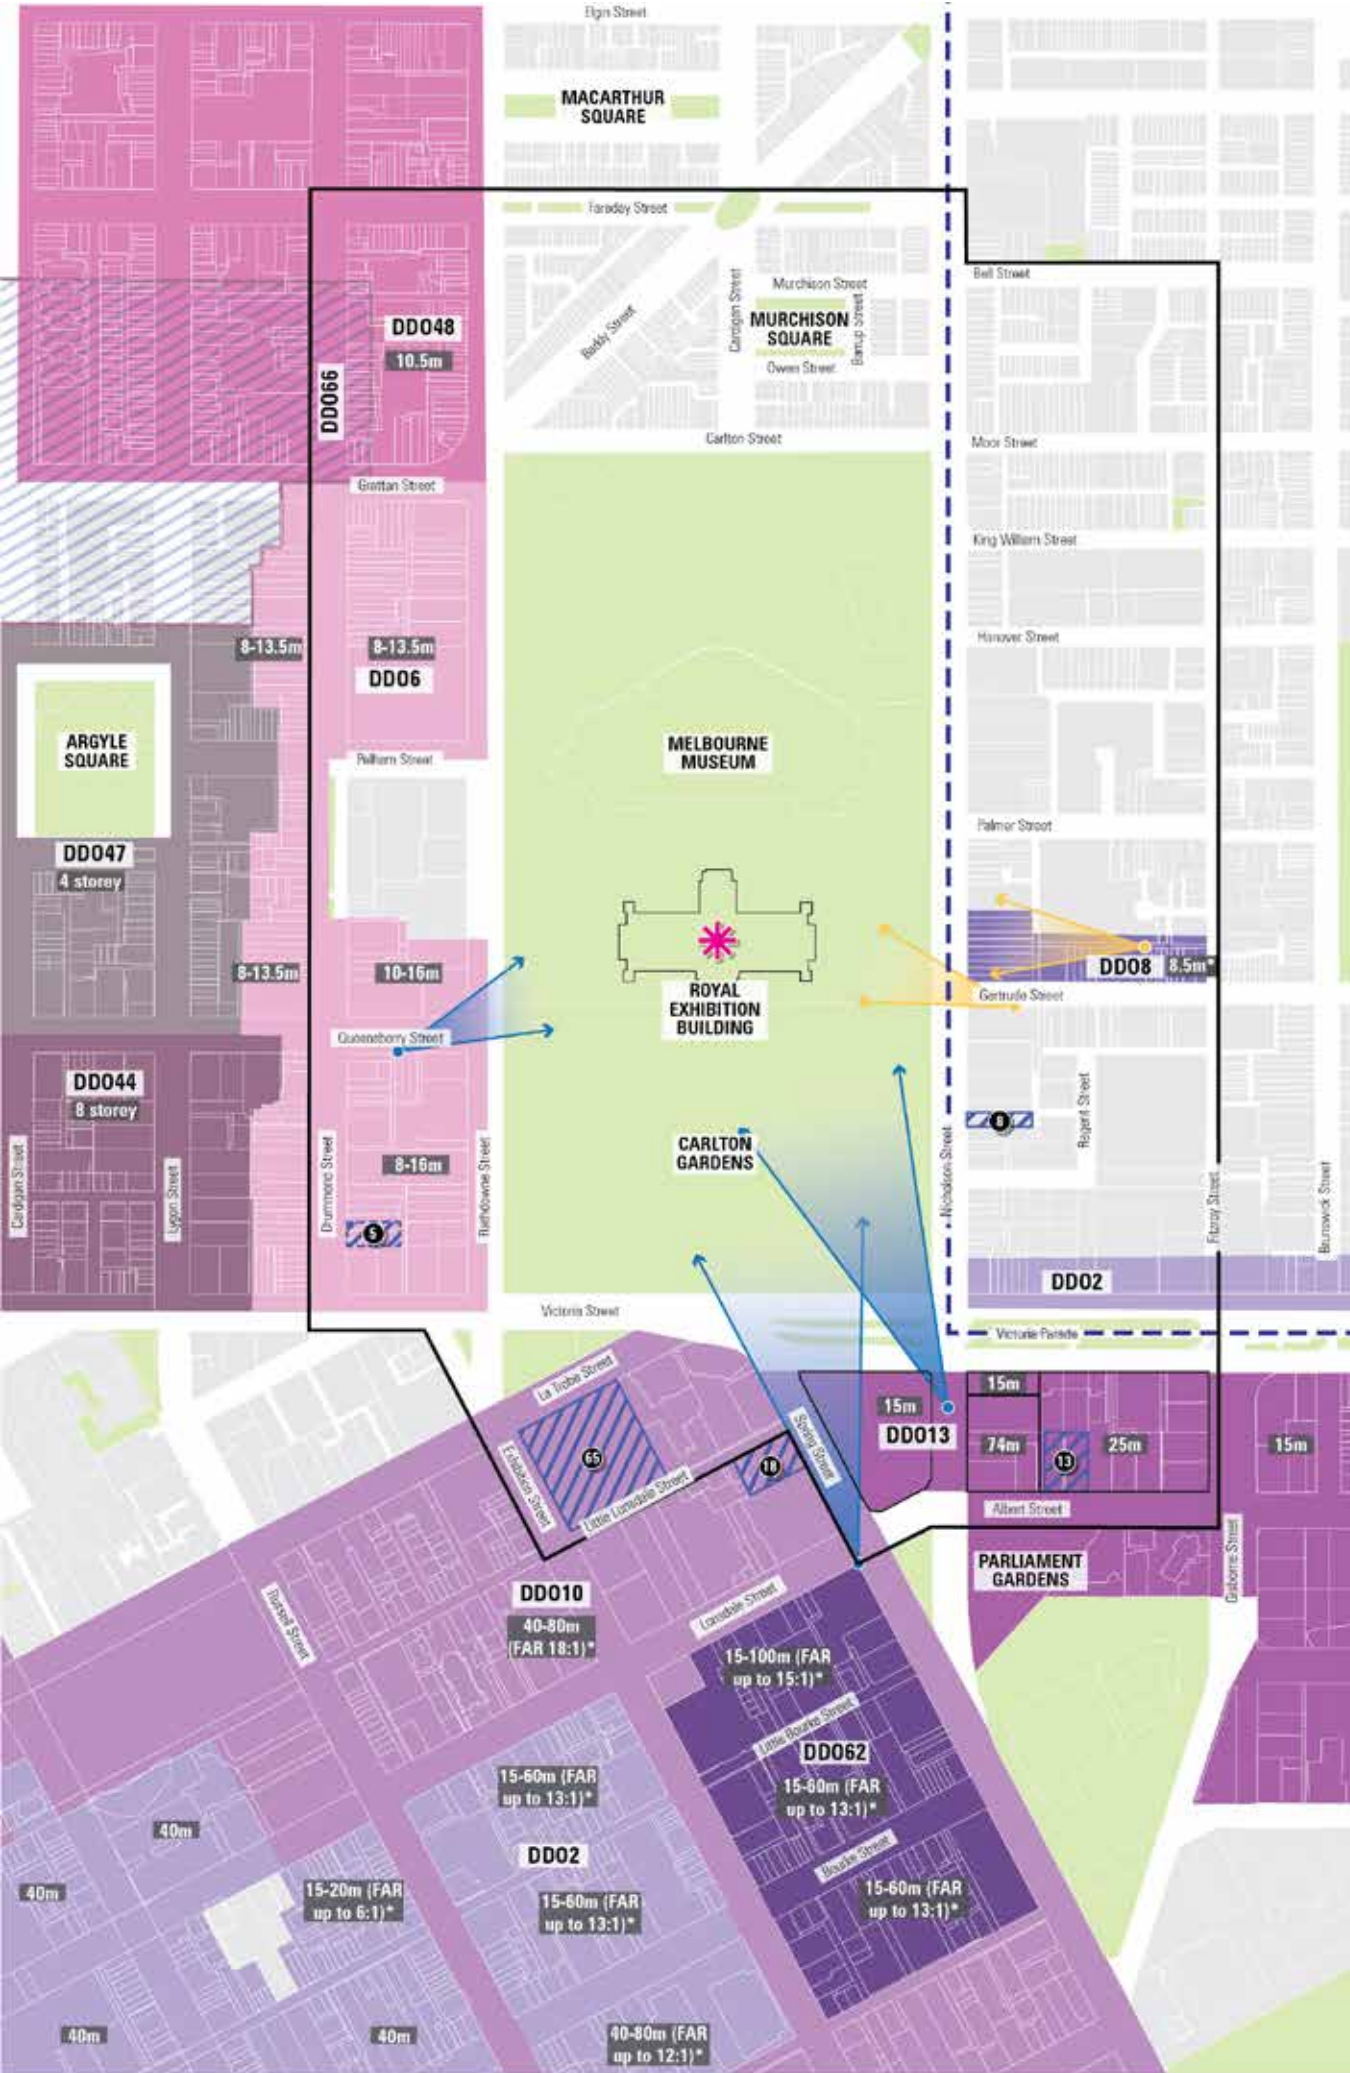 Elgin Street
MACARTHUR
SQUARE
Faraday Street
Bell Street
Cardigan Street
Murchison Street
MURCHISON
SQUARE
Barrup Street
Owen Street
Baddy Street
DDO48
10.5m
DDO66
Carlton Street
Moor Street
Grattan Street
King William Street
Hanover Street
8-13.5m
8-13.5m
DDO6
ARGYLE
SQUARE
MELBOURNE
MUSEUM
Pelham Street
Palmer Street
DDO47
4 storey
8-13.5m
10-16m
DDO8
8.5m*
ROYAL
EXHIBITION
BUILDING
Gertrude Street
Queensberry Street
DDO44
8 storey
Regent Street
8
CARLTON
GARDENS
Cardigan Street
Lygon Street
Drummond Street
8-16m
Rathdowne Street
Nicholson Street
Fitzroy Street
Brunswick Street
5
DDO2
Victoria Street
Victoria Parade
La Trobe Street
15m
15m
DDO13
74m
25m
15m
13
Spring Street
Exhibition Street
65
18
Little Lonsdale Street
Albert Street
PARLIAMENT
GARDENS
Gisborne Street
DDO10
40-80m
(FAR 18:1)*
Russell Street
Lonsdale Street
15-100m (FAR
up to 15:1)*
Little Bourke Street
DDO62
15-60m (FAR
up to 13:1)*
15-60m (FAR
up to 13:1)*
40m
Bourke Street
DDO2
40m
15-20m (FAR
up to 6:1)*
15-60m (FAR
up to 13:1)*
15-60m (FAR
up to 13:1)*
40m
40m
40-80m (FAR
up to 12:1)*